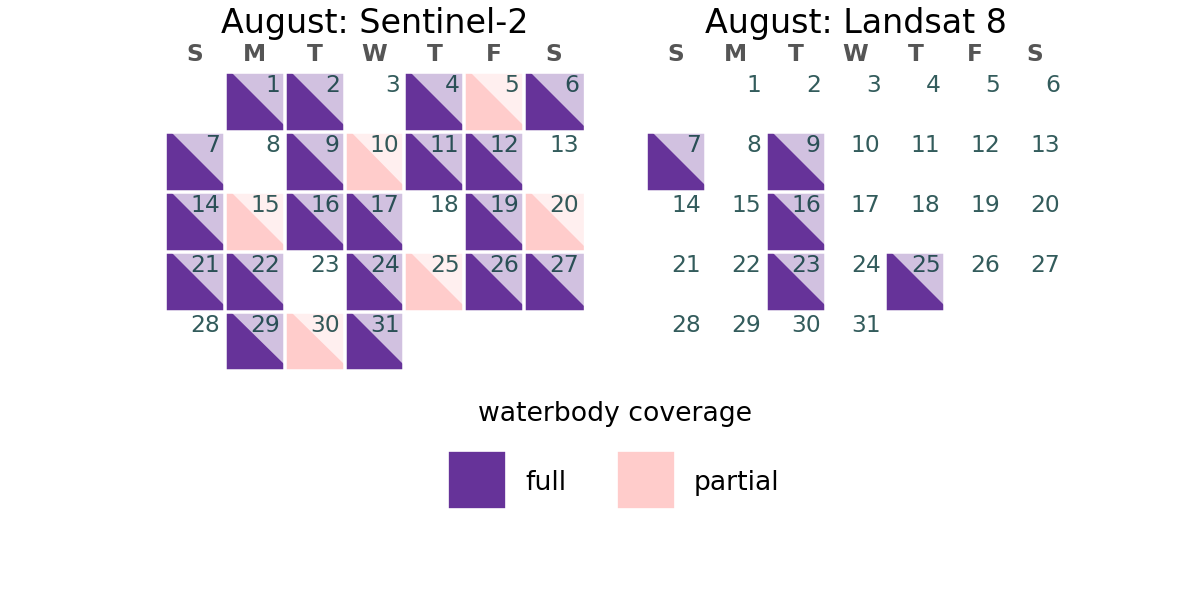 August: Sentinel-2
S M T W T F S
1 2 3 4 5 6
7 8 9 10 11 12 13
14 15 16 17 18 19 20
21 22 23 24 25 26 27
28 29 30 31
August: Landsat 8
S M T W T F S
1 2 3 4 5 6
7 8 9 10 11 12 13
14 15 16 17 18 19 20
21 22 23 24 25 26 27
28 29 30 31
waterbody coverage
full partial